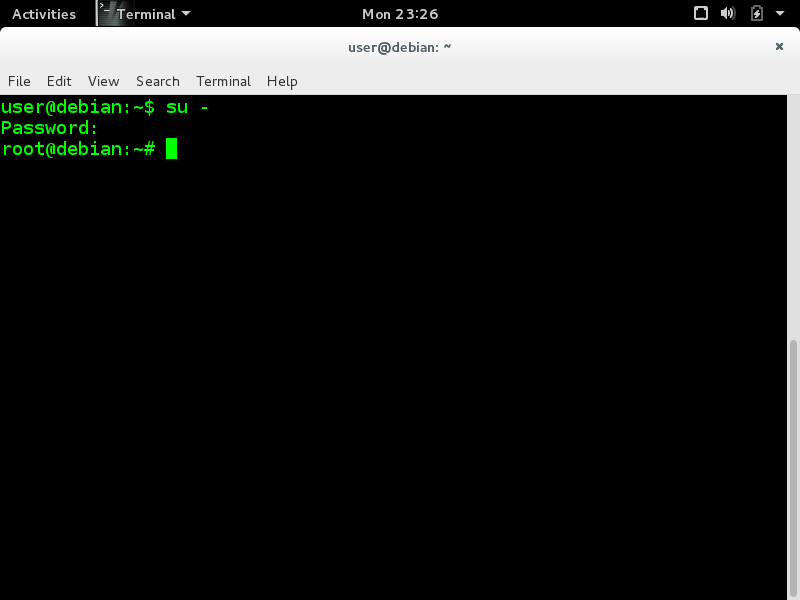 Activities Terminal Mon 23:26
user@debian: ~
File Edit View Search Terminal Help
user@debian:~$ su -
Password:
root@debian:~#